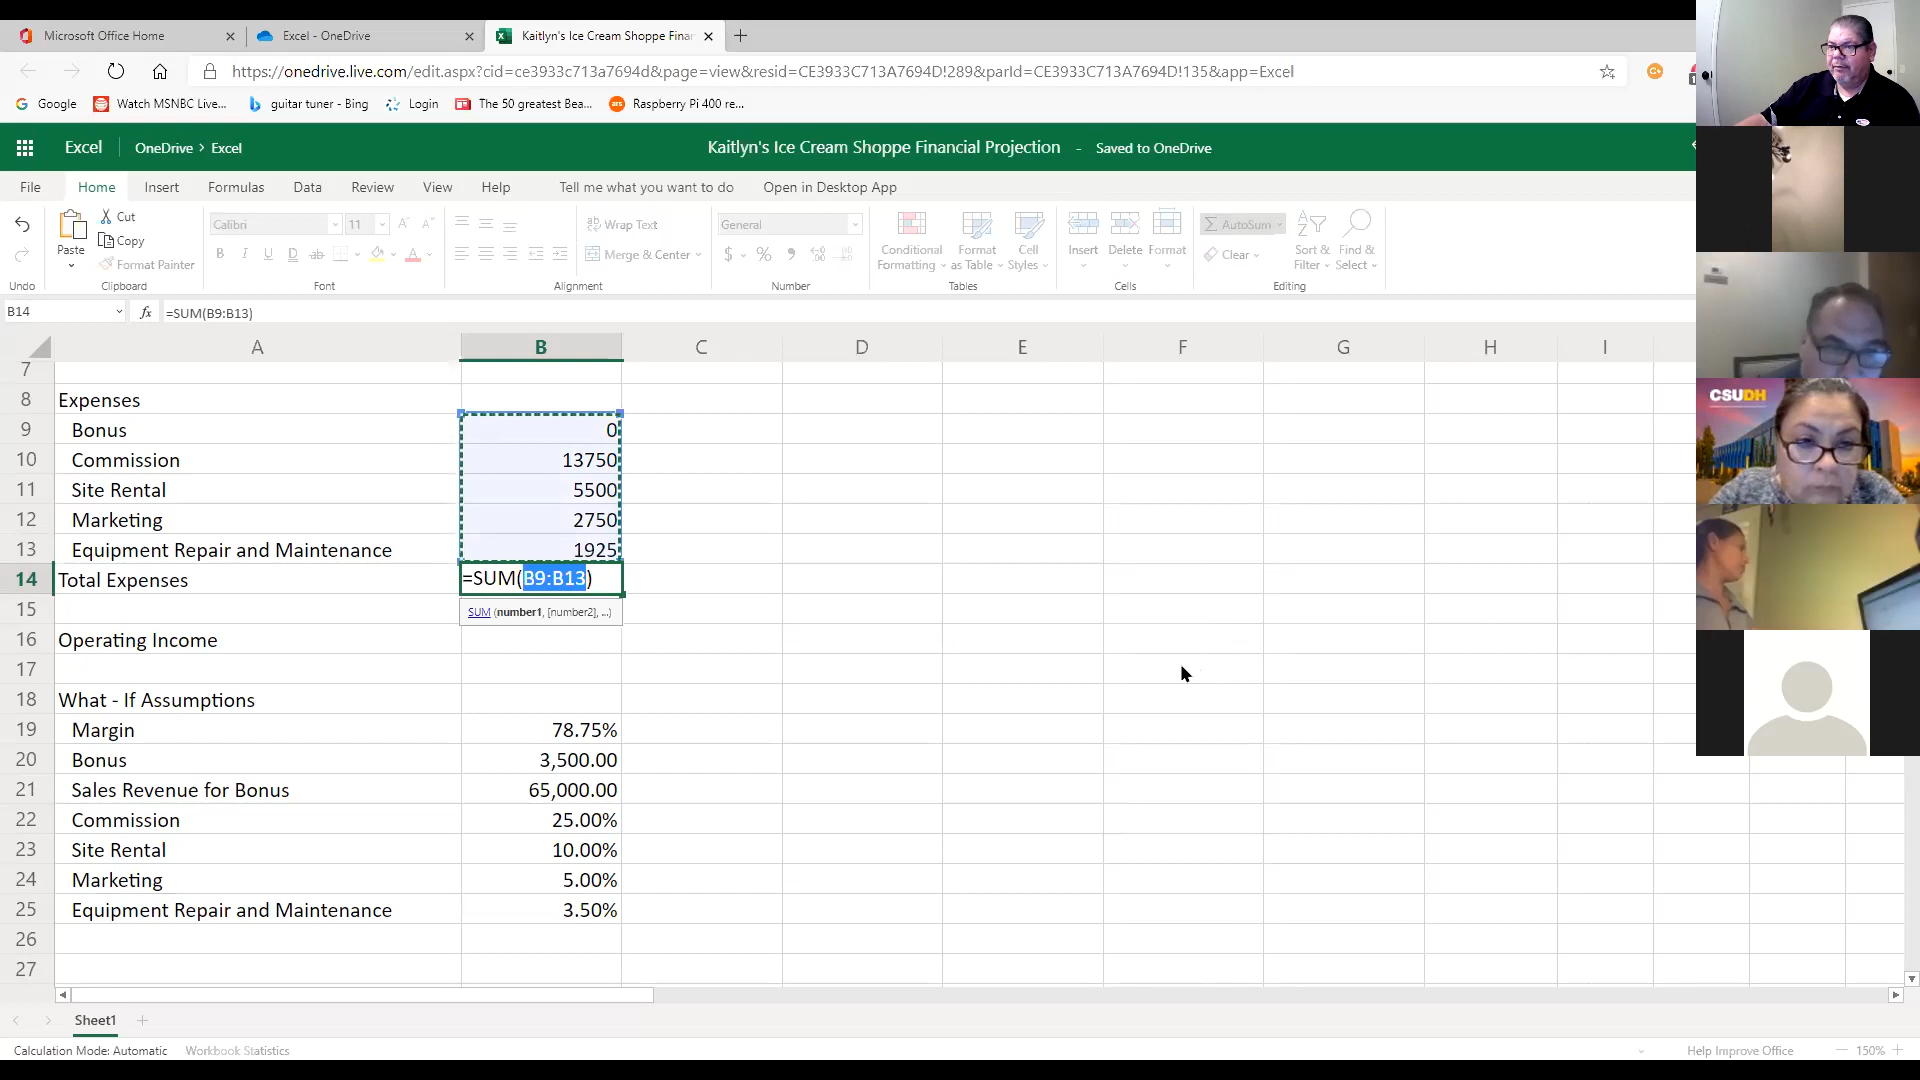 Microsoft Office Home
Excel - OneDrive
Kaitlyn's Ice Cream Shoppe Finar
https://onedrive.live.com/edit.aspx?cid=ce3933c713a7694d&page=view&resid=CE3933C713A7694D!289&parId=CE3933C713A7694D!135&app=Excel
Google
Watch MSNBC Live...
guitar tuner - Bing
Login
The 50 greatest Bea...
Raspberry Pi 400 re...
Excel
OneDrive > Excel
Kaitlyn's Ice Cream Shoppe Financial Projection - Saved to OneDrive
File Home Insert Formulas Data Review View Help Tell me what you want to do Open in Desktop App
Paste
Cut
Copy
Format Painter
Calibri 11
B I U D ab A
Wrap Text
Merge & Center
General
$ %
Conditional Formatting
Format as Table
Cell Styles
Insert Delete Format
AutoSum
Clear
Sort & Filter
Find & Select
Undo Clipboard Font Alignment Number Tables Cells Editing
B14 fx =SUM(B9:B13)
A B C D E F G H I
7
8 Expenses
9 Bonus 0
10 Commission 13750
11 Site Rental 5500
12 Marketing 2750
13 Equipment Repair and Maintenance 1925
14 Total Expenses =SUM(B9:B13)
SUM (number1, [number2], ...)
15
16 Operating Income
17
18 What - If Assumptions
19 Margin 78.75%
20 Bonus 3,500.00
21 Sales Revenue for Bonus 65,000.00
22 Commission 25.00%
23 Site Rental 10.00%
24 Marketing 5.00%
25 Equipment Repair and Maintenance 3.50%
26
27
Sheet1
Calculation Mode: Automatic Workbook Statistics Help Improve Office 150%
CSUDH